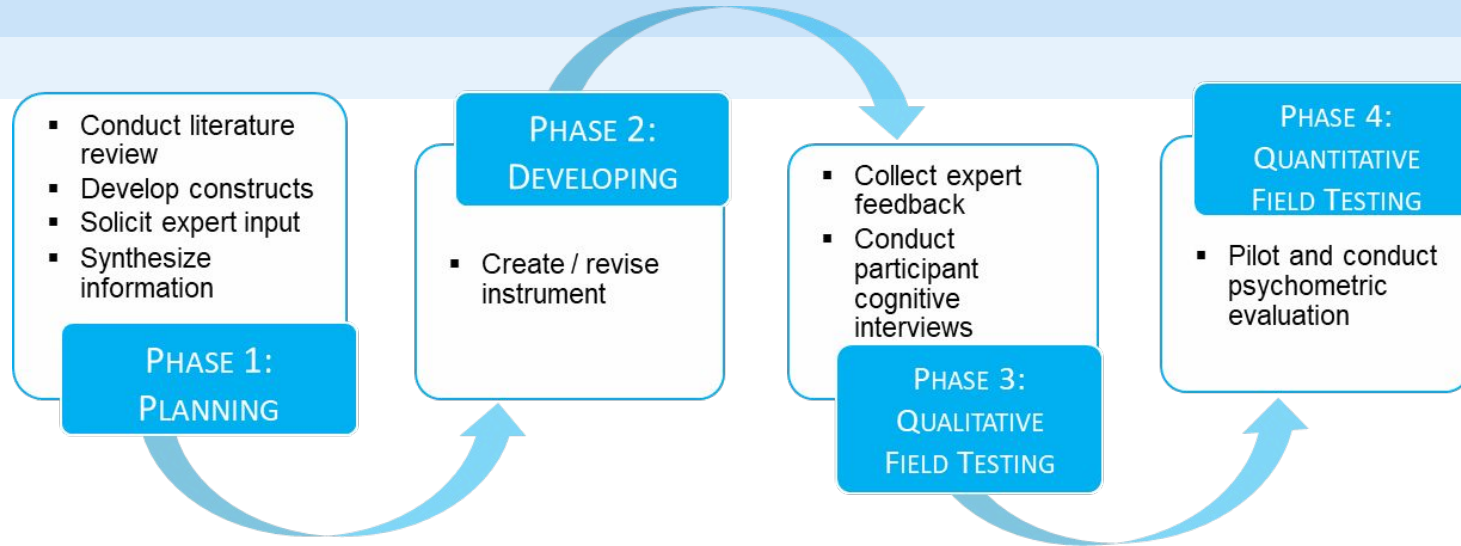 ▪ Conduct literature
review
▪ Develop constructs
▪ Solicit expert input
▪ Synthesize
information
PHASE 1:
PLANNING
PHASE 2:
DEVELOPING
▪ Create / revise
instrument
▪ Collect expert
feedback
▪ Conduct
participant
cognitive
interviews
PHASE 3:
QUALITATIVE
FIELD TESTING
PHASE 4:
QUANTITATIVE
FIELD TESTING
▪ Pilot and conduct
psychometric
evaluation